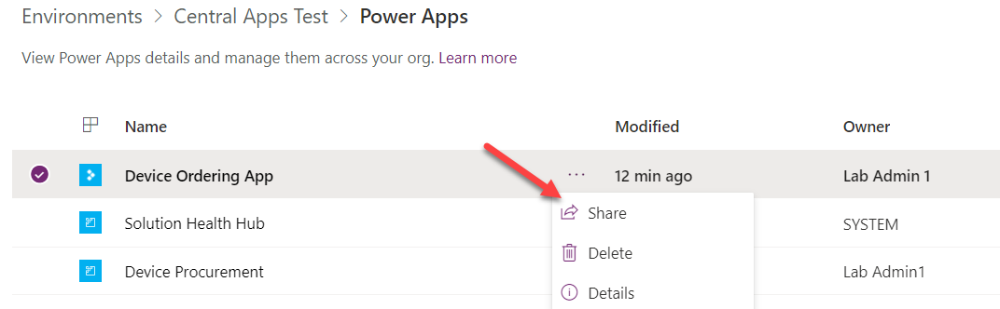 Environments > Central Apps Test > Power Apps
View Power Apps details and manage them across your org. Learn more
Name Modified Owner
Device Ordering App ... 12 min ago Lab Admin 1
Share
Solution Health Hub SYSTEM
Delete
Device Procurement Lab Admin1
Details